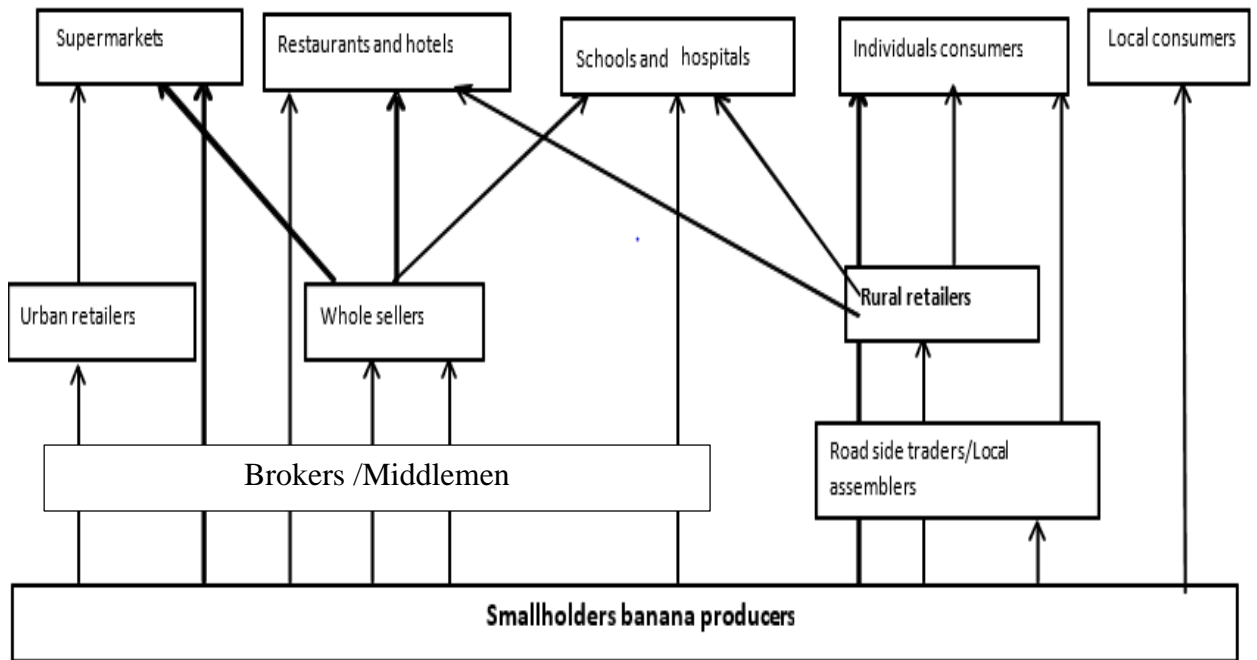 Supermarkets
Restaurants and hotels
Schools and hospitals
Individuals consumers
Local consumers
Urban retailers
Whole sellers
Rural retailers
Brokers /Middlemen
Road side traders/Local
assemblers
Smallholders banana producers